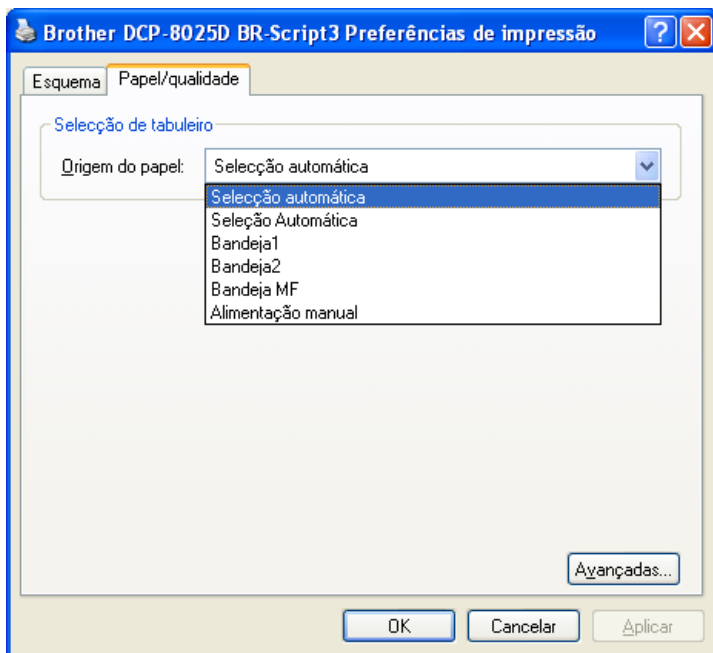 Brother DCP-8025D BR-Script3 Preferências de impressão
Esquema Papel/qualidade
Selecção de tabuleiro
Origem do papel: Selecção automática
Selecção automática
Seleção Automática
Bandeja1
Bandeja2
Bandeja MF
Alimentação manual
Avançadas...
OK Cancelar Aplicar